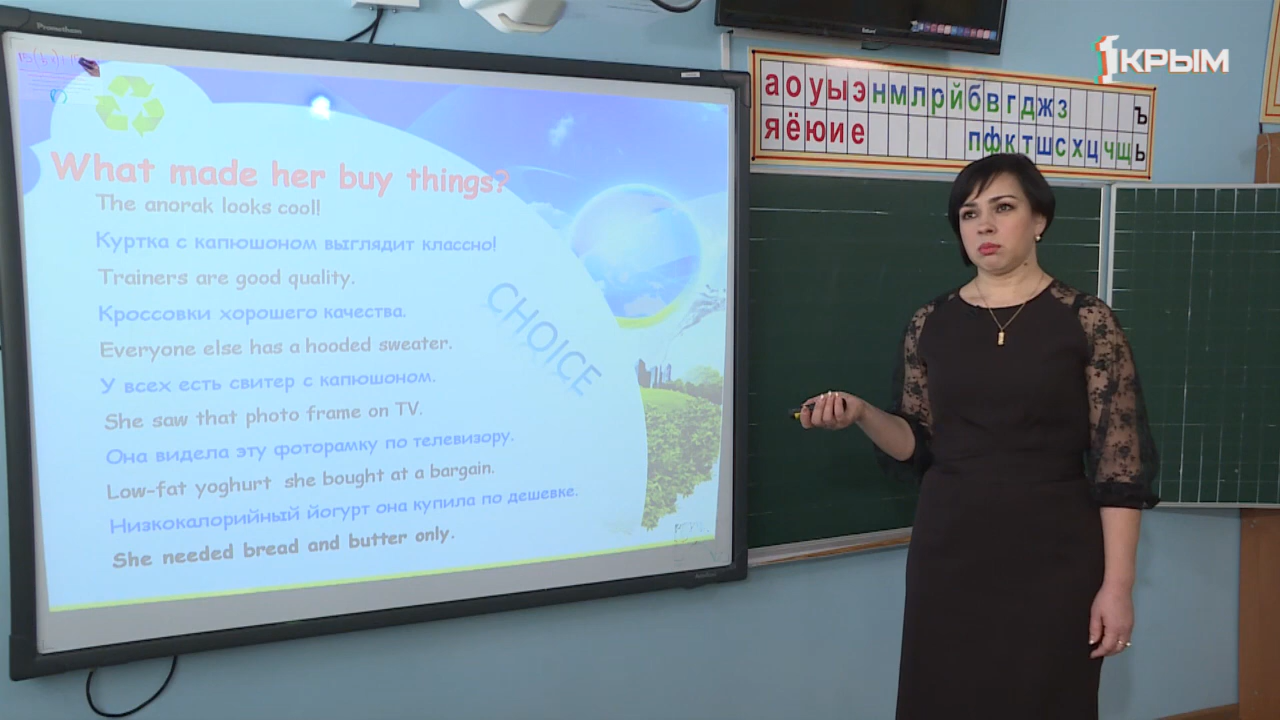 Promethean
1КРЫМ
аоуыэнмлрйбвгджз ъ
яёюие пфктшсхцчщь
What made her buy things?
The anorak looks cool!
Куртка с капюшоном выглядит классно!
Trainers are good quality.
Кроссовки хорошего качества.
Everyone else has a hooded sweater.
У всех есть свитер с капюшоном.
She saw that photo frame on TV.
Она видела эту фоторамку по телевизору.
Low-fat yoghurt she bought at a bargain.
Низкокалорийный йогурт она купила по дешевке.
She needed bread and butter only.
CHOICE